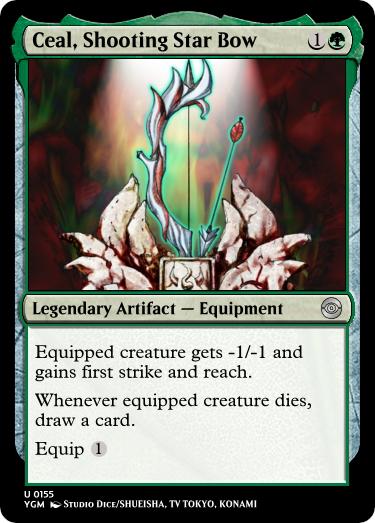 Ceal, Shooting Star Bow 1
Legendary Artifact — Equipment
Equipped creature gets -1/-1 and
gains first strike and reach.
Whenever equipped creature dies,
draw a card.
Equip 1
U 0155
YGM Studio Dice/SHUEISHA, TV TOKYO, KONAMI